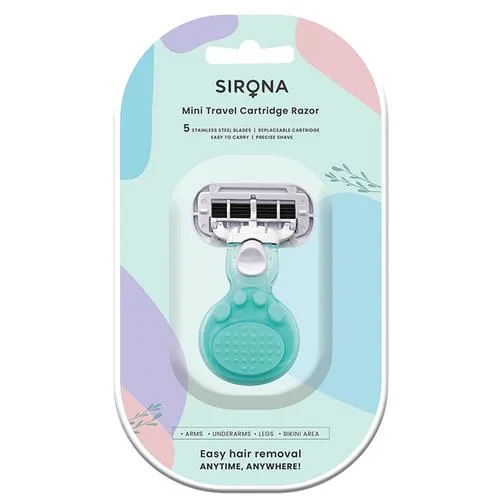 SIRONA
Mini Travel Cartridge Razor
5 STAINLESS STEEL BLADES | REPLACEABLE CARTRIDGE
EASY TO CARRY | PRECISE SHAVE
• ARMS • UNDERARMS • LEGS • BIKINI AREA
Easy hair removal
ANYTIME, ANYWHERE!